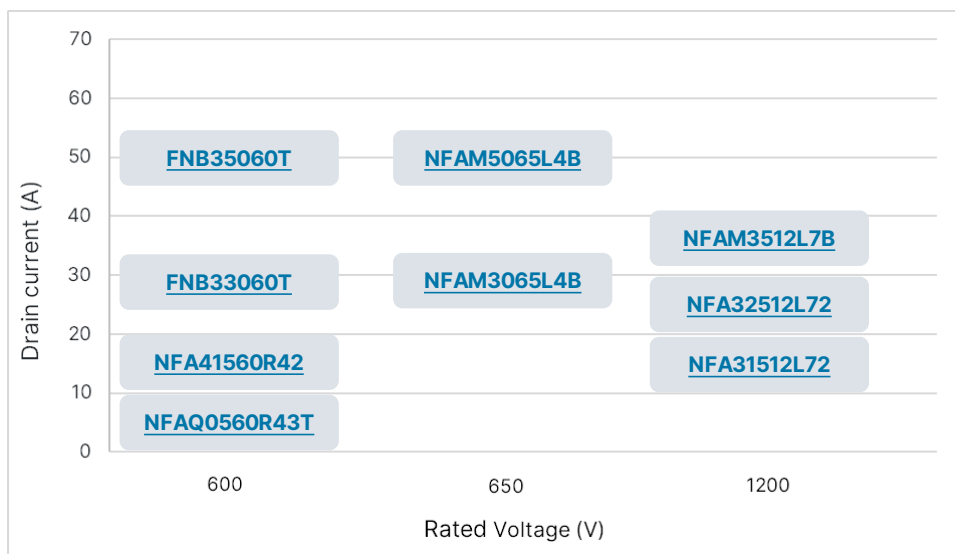 70
60
50
40
30
20
10
0
Drain current (A)
FNB35060T
NFAM5065L4B
NFAM3512L7B
FNB33060T
NFAM3065L4B
NFA32512L72
NFA41560R42
NFA31512L72
NFAQ0560R43T
600
650
1200
Rated Voltage (V)